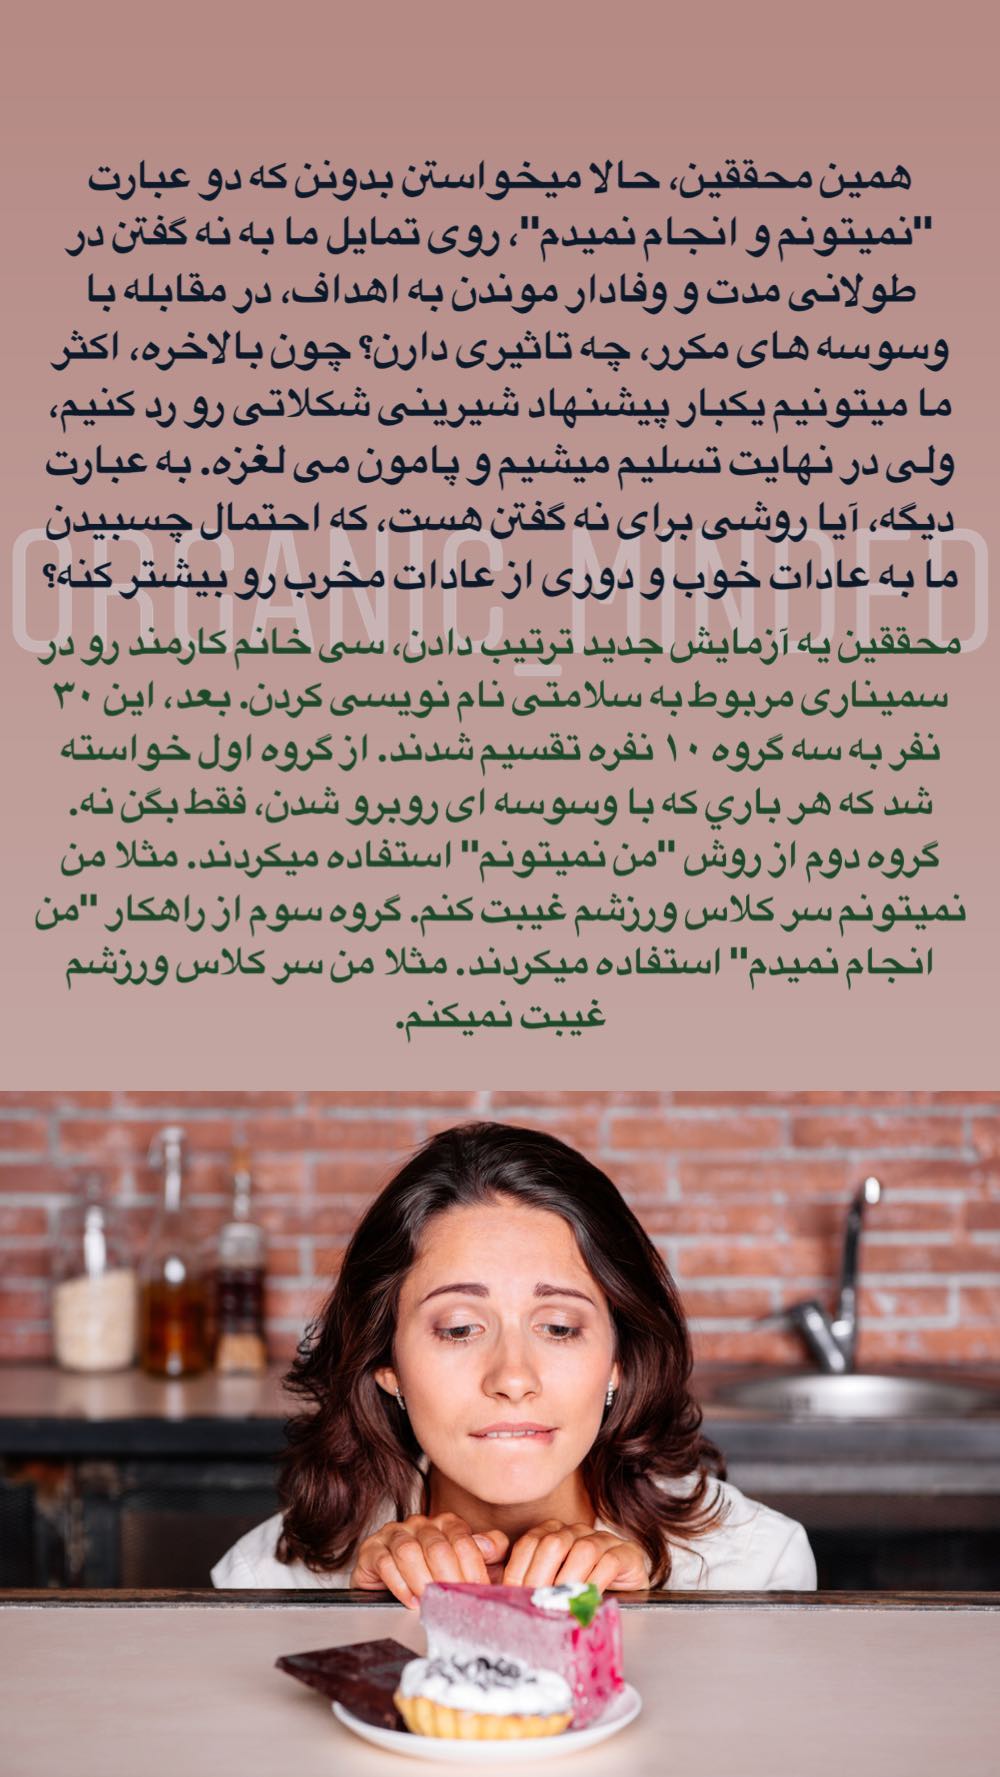 همین محققین، حالا میخواستن بدونن که دو عبارت
"نمیتونم و انجام نمیدم"، روی تمایل ما به نه گفتن در
طولانی مدت و وفادار موندن به اهداف، در مقابله با
وسوسه های مکرر، چه تاثیری دارن؟ چون بالاخره، اکثر
ما میتونیم یکبار پیشنهاد شیرینی شکلاتی رو رد کنیم،
ولی در نهایت تسلیم میشیم و پامون می لغزه. به عبارت
دیگه، آیا روشی برای نه گفتن هست، که احتمال چسبیدن
ما به عادات خوب و دوری از عادات مخرب رو بیشتر کنه؟
ORGANIC_MINDED
محققین یه آزمایش جدید ترتیب دادن، سی خانم کارمند رو در
سمیناری مربوط به سلامتی نام نویسی کردن. بعد، این ۳۰
نفر به سه گروه ۱۰ نفره تقسیم شدند. از گروه اول خواسته
شد که هر باري که با وسوسه ای روبرو شدن، فقط بگن نه.
گروه دوم از روش "من نمیتونم" استفاده میکردند. مثلا من
نمیتونم سر کلاس ورزشم غیبت کنم. گروه سوم از راهکار "من
انجام نمیدم" استفاده میکردند. مثلا من سر کلاس ورزشم
غیبت نمیکنم.